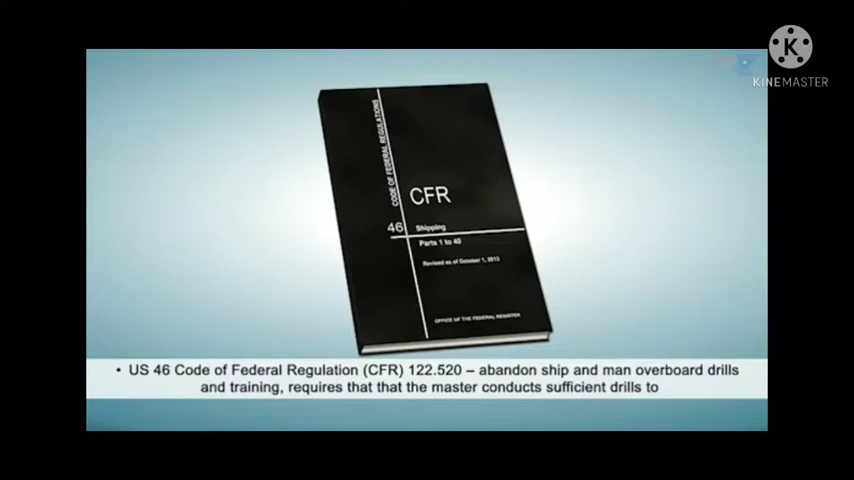 K
KINEMASTER
CODE OF FEDERAL REGULATIONS
CFR
46
Shipping
Parts 1 to 40
Revised as of October 1, 2013
OFFICE OF THE FEDERAL REGISTER
• US 46 Code of Federal Regulation (CFR) 122.520 – abandon ship and man overboard drills
and training, requires that that the master conducts sufficient drills to